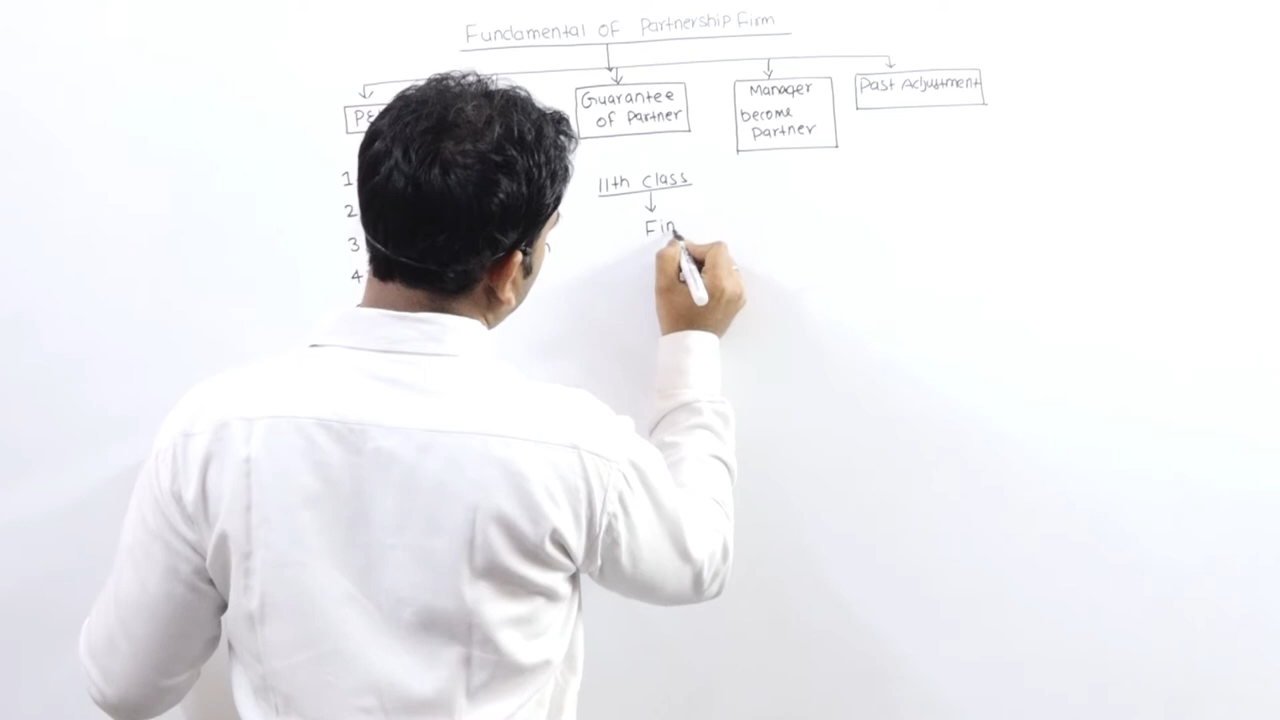 Fundamental OF Partnership Firm
Guarantee
of Partner
Manager
become
Partner
Past Adjustment
1
2
3
4
11th class
Fin